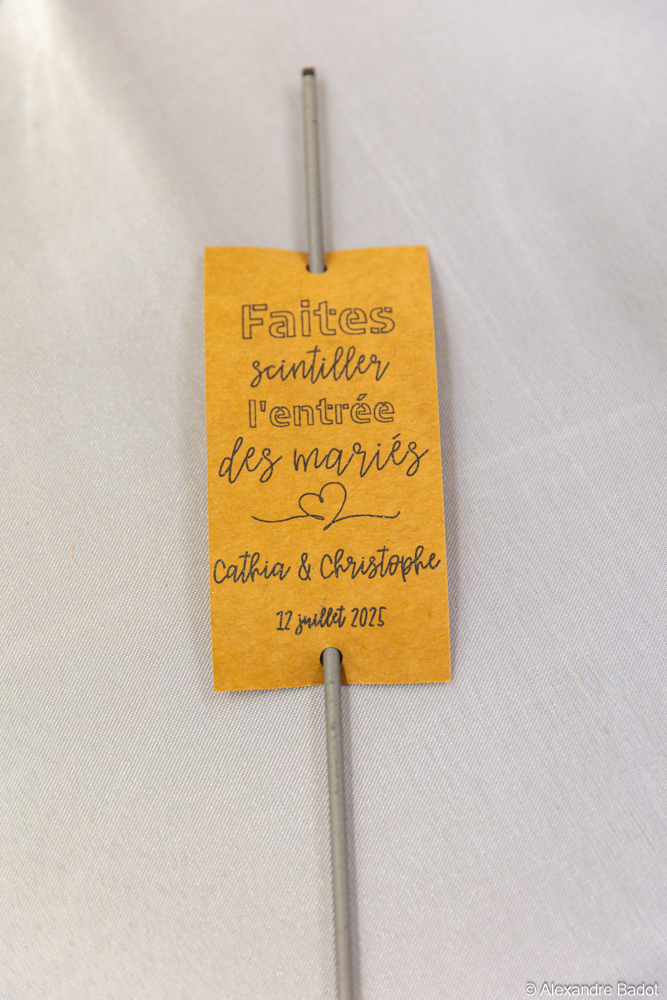 Faites
scintiller
l'entrée
des mariés
Cathia & Christophe
12 juillet 2025
© Alexandre Badot